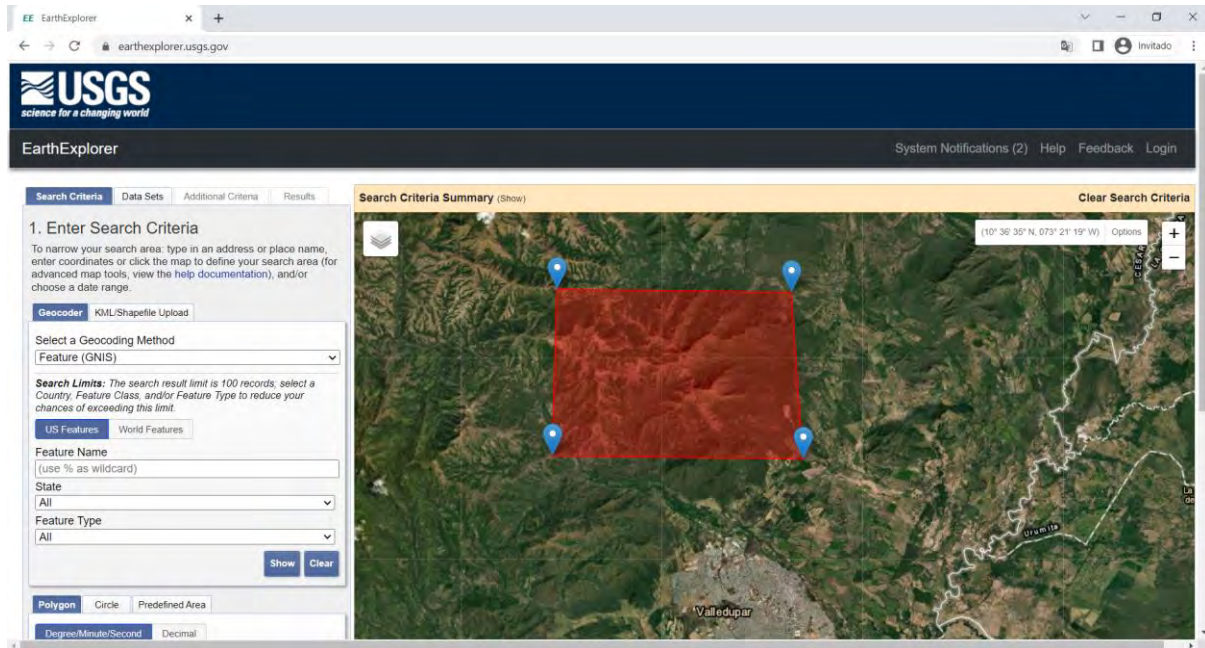 EE EarthExplorer
earthexplorer.usgs.gov
Invitado
USGS
science for a changing world
EarthExplorer
System Notifications (2) Help Feedback Login
Search Criteria Data Sets Additional Criteria Results
Search Criteria Summary (Show)
Clear Search Criteria
1. Enter Search Criteria
To narrow your search area: type in an address or place name,
enter coordinates or click the map to define your search area (for
advanced map tools, view the help documentation), and/or
choose a date range.
Geocoder KML/Shapefile Upload
Select a Geocoding Method
Feature (GNIS)
Search Limits: The search result limit is 100 records; select a
Country, Feature Class, and/or Feature Type to reduce your
chances of exceeding this limit.
US Features World Features
Feature Name
(use % as wildcard)
State
All
Feature Type
All
Show Clear
Polygon Circle Predefined Area
Degree/Minute/Second Decimal
(10° 36' 35" N, 073° 21' 19" W) Options
+
−
CESAR
LA
La
de
Urumita
Valledupar